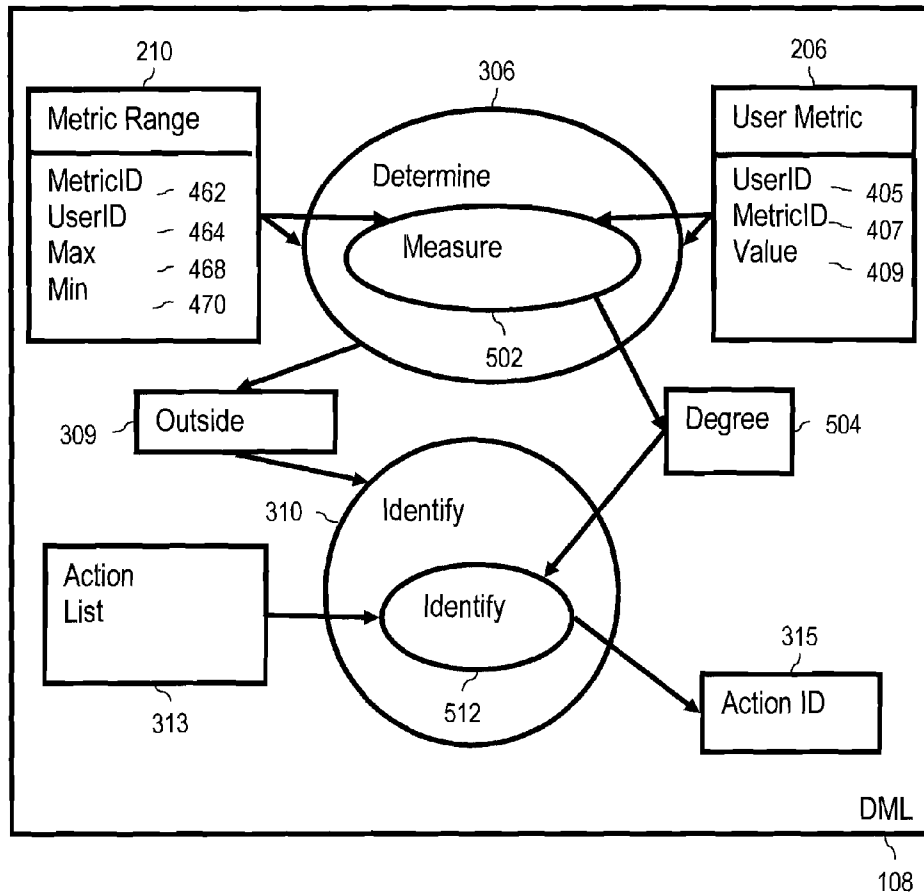 210
306
206
Metric Range
User Metric
Determine
MetricID
462
UserID
464
Max
468
Min
470
UserID
405
MetricID
407
Value
409
Measure
502
309
Outside
Degree
504
310
Identify
Action
List
Identify
313
512
315
Action ID
DML
108